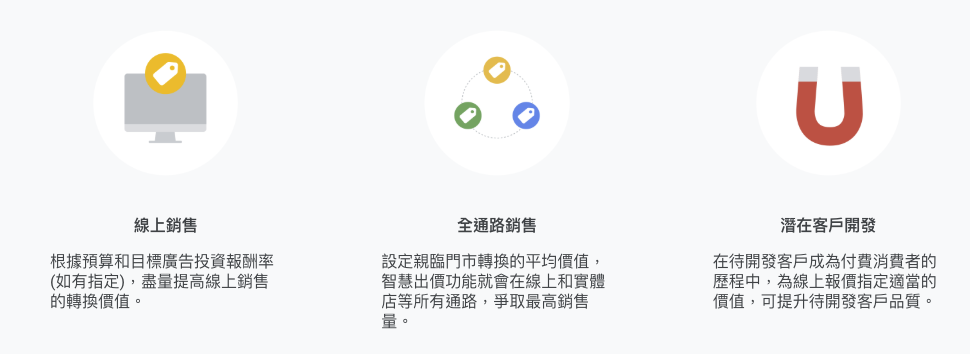 線上銷售
根據預算和目標廣告投資報酬率
(如有指定)，盡量提高線上銷售
的轉換價值。
全通路銷售
設定親臨門市轉換的平均價值，
智慧出價功能就會在線上和實體
店等所有通路，爭取最高銷售
量。
潛在客戶開發
在待開發客戶成為付費消費者的
歷程中，為線上報價指定適當的
價值，可提升待開發客戶品質。